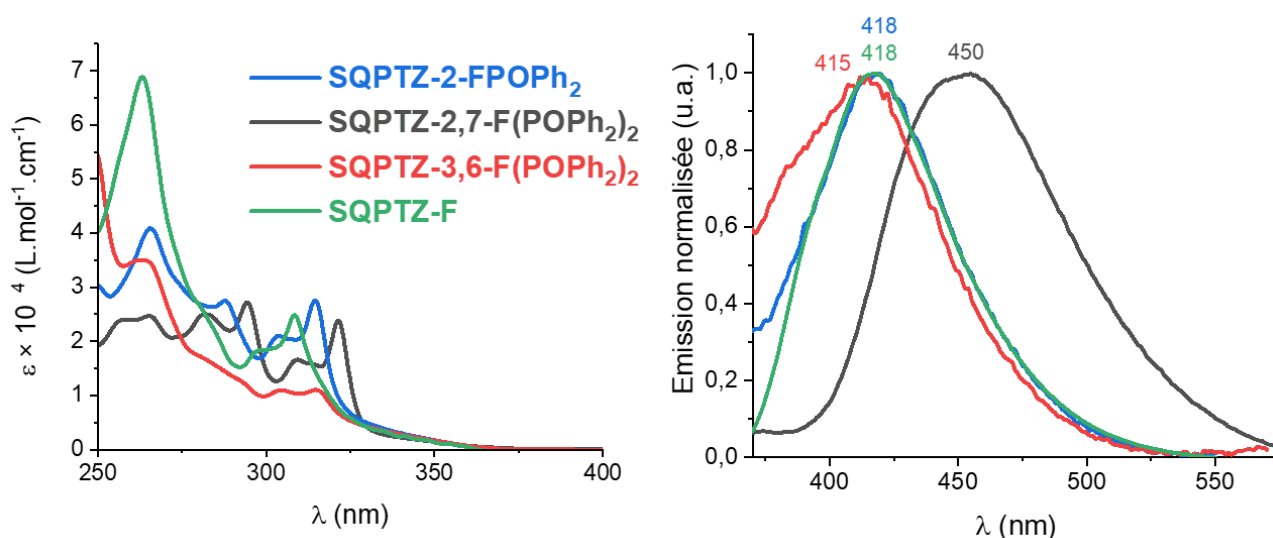 7
6
5
4
3
2
1
0
ε × 10 ⁴ (L.mol⁻¹.cm⁻¹)
SQPTZ-2-FPOPh₂
SQPTZ-2,7-F(POPh₂)₂
SQPTZ-3,6-F(POPh₂)₂
SQPTZ-F
250
300
350
400
λ (nm)
418
415 418 450
1,0
0,8
0,6
0,4
0,2
0,0
Emission normalisée (u.a.)
400
450
500
550
λ (nm)